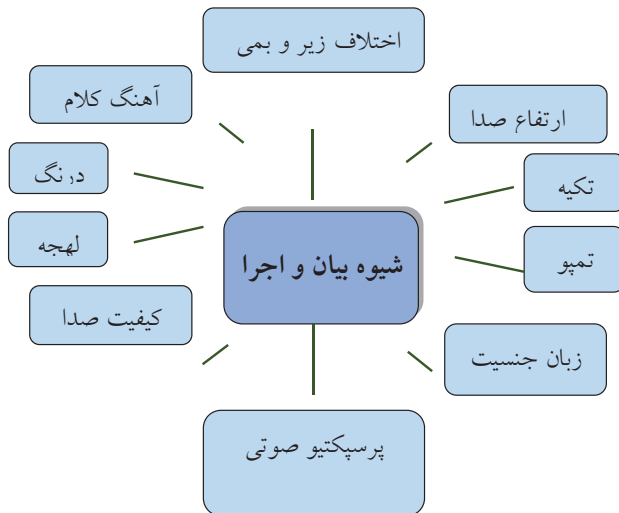 اختلاف زیر و بمی
آهنگ کلام
ارتفاع صدا
درنگ
تکیه
لهجه
شیوه بیان و اجرا
تمپو
کیفیت صدا
زبان جنسیت
پرسپکتیو صوتی